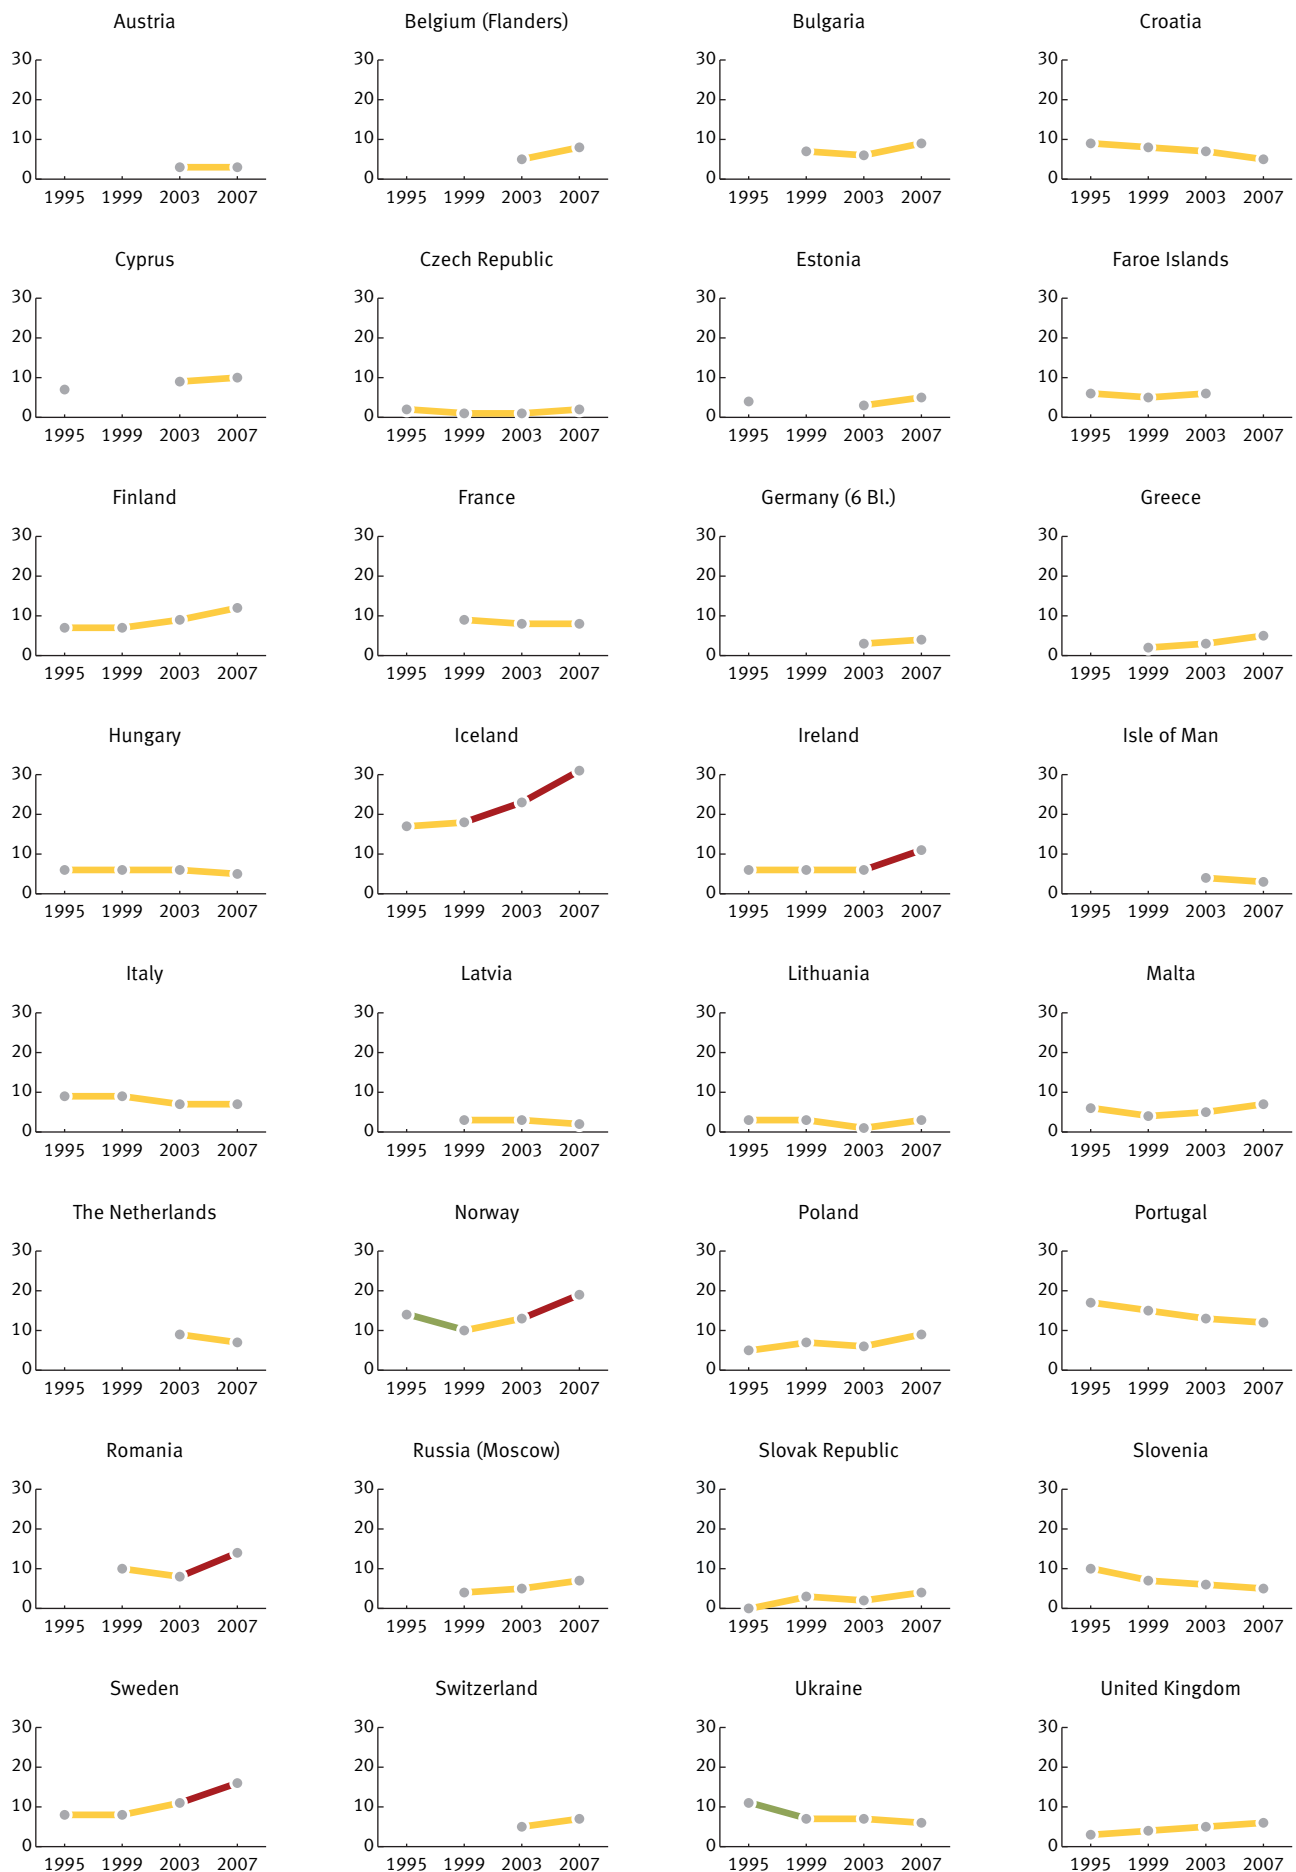 Austria Belgium (Flanders) Bulgaria Croatia
30 30 30 30
20 20 20 20
10 10 10 10
0 0 0 0
1995 1999 2003 2007 1995 1999 2003 2007 1995 1999 2003 2007 1995 1999 2003 2007
Cyprus Czech Republic Estonia Faroe Islands
30 30 30 30
20 20 20 20
10 10 10 10
0 0 0 0
1995 1999 2003 2007 1995 1999 2003 2007 1995 1999 2003 2007 1995 1999 2003 2007
Finland France Germany (6 Bl.) Greece
30 30 30 30
20 20 20 20
10 10 10 10
0 0 0 0
1995 1999 2003 2007 1995 1999 2003 2007 1995 1999 2003 2007 1995 1999 2003 2007
Hungary Iceland Ireland Isle of Man
30 30 30 30
20 20 20 20
10 10 10 10
0 0 0 0
1995 1999 2003 2007 1995 1999 2003 2007 1995 1999 2003 2007 1995 1999 2003 2007
Italy Latvia Lithuania Malta
30 30 30 30
20 20 20 20
10 10 10 10
0 0 0 0
1995 1999 2003 2007 1995 1999 2003 2007 1995 1999 2003 2007 1995 1999 2003 2007
The Netherlands Norway Poland Portugal
30 30 30 30
20 20 20 20
10 10 10 10
0 0 0 0
1995 1999 2003 2007 1995 1999 2003 2007 1995 1999 2003 2007 1995 1999 2003 2007
Romania Russia (Moscow) Slovak Republic Slovenia
30 30 30 30
20 20 20 20
10 10 10 10
0 0 0 0
1995 1999 2003 2007 1995 1999 2003 2007 1995 1999 2003 2007 1995 1999 2003 2007
Sweden Switzerland Ukraine United Kingdom
30 30 30 30
20 20 20 20
10 10 10 10
0 0 0 0
1995 1999 2003 2007 1995 1999 2003 2007 1995 1999 2003 2007 1995 1999 2003 2007